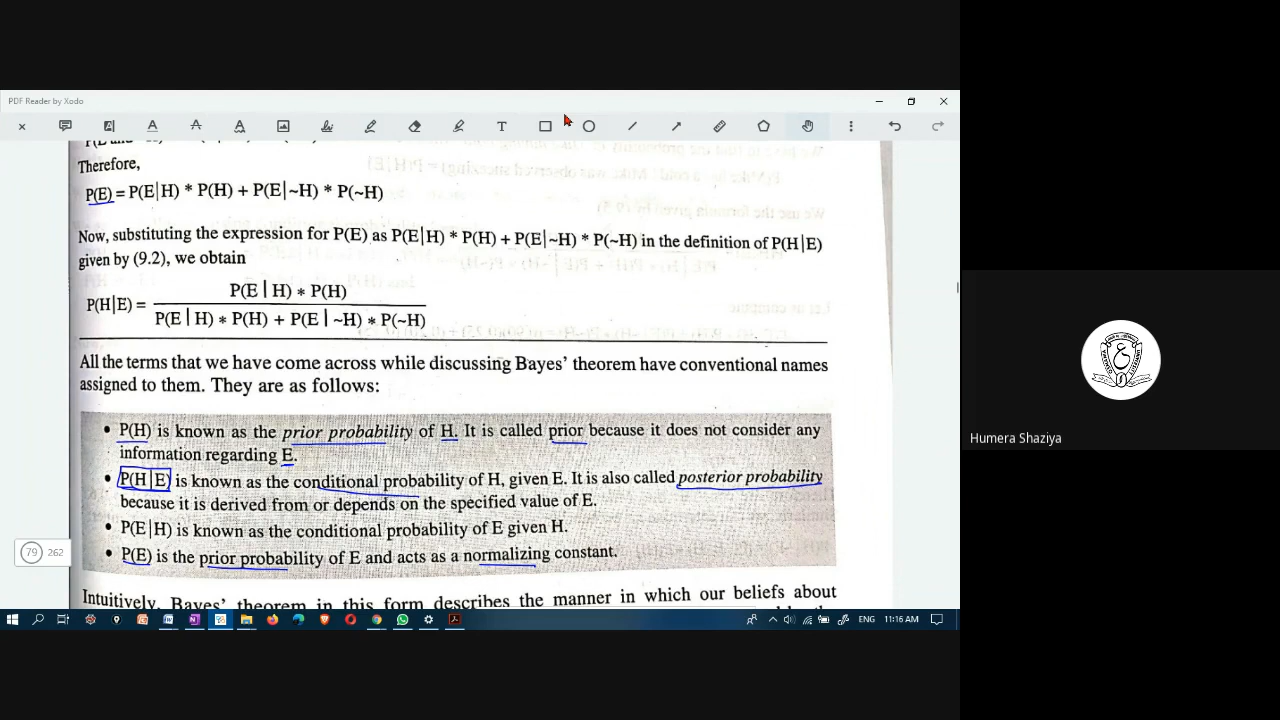 PDF Reader by Xodo
Therefore,
P(E) = P(E|H) * P(H) + P(E|~H) * P(~H)
Now, substituting the expression for P(E) as P(E|H) * P(H) + P(E|~H) * P(~H) in the definition of P(H|E)
given by (9.2), we obtain
P(E | H) * P(H)
P(H|E) =
P(E | H) * P(H) + P(E | ~H) * P(~H)
All the terms that we have come across while discussing Bayes' theorem have conventional names
assigned to them. They are as follows:
• P(H) is known as the prior probability of H. It is called prior because it does not consider any
information regarding E.
• P(H|E) is known as the conditional probability of H, given E. It is also called posterior probability
because it is derived from or depends on the specified value of E.
• P(E|H) is known as the conditional probability of E given H.
• P(E) is the prior probability of E and acts as a normalizing constant.
Intuitively, Bayes' theorem in this form describes the manner in which our beliefs about
79 262
Humera Shaziya
ENG 11:16 AM